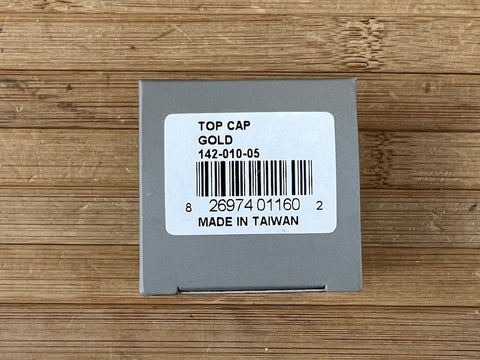 TOP CAP
GOLD
142-010-05
8 26974 01160 2
MADE IN TAIWAN